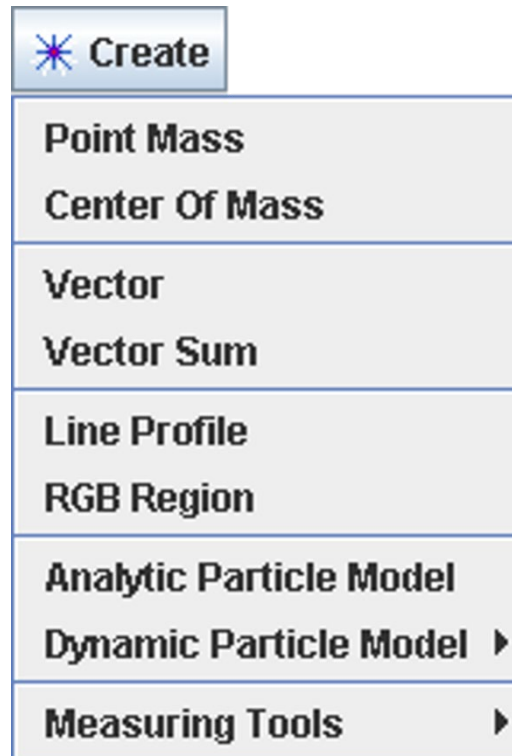 Create
Point Mass
Center Of Mass
Vector
Vector Sum
Line Profile
RGB Region
Analytic Particle Model
Dynamic Particle Model
Measuring Tools